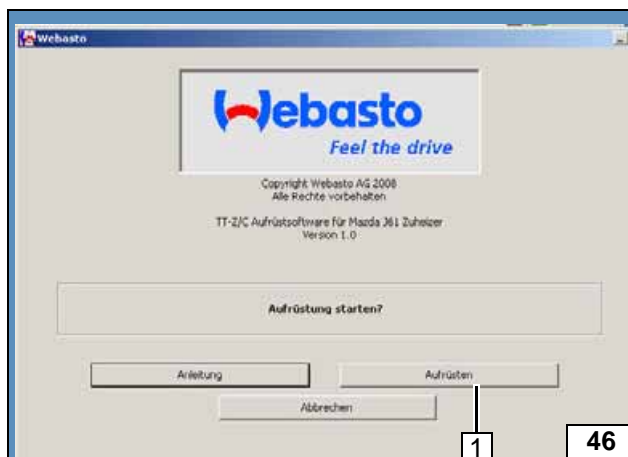 Webasto
Webasto
Feel the drive
Copyright Webasto AG 2008
Alle Rechte vorbehalten
TT-Z/C Aufrüstsoftware für Mazda J61 Zuheizer
Version 1.0
Aufrüstung starten?
Anleitung
Aufrüsten
Abbrechen
1
46